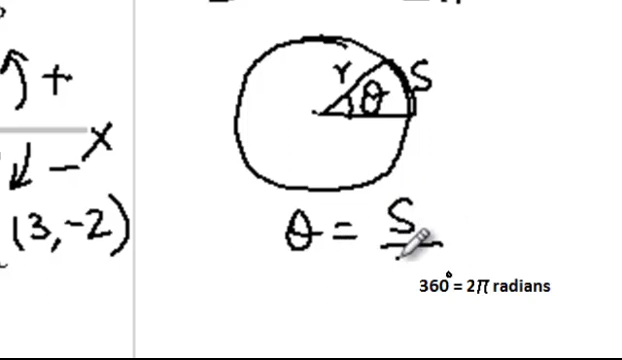 +
r θ S
x
−
(3,-2)
θ = S
360° = 2π radians